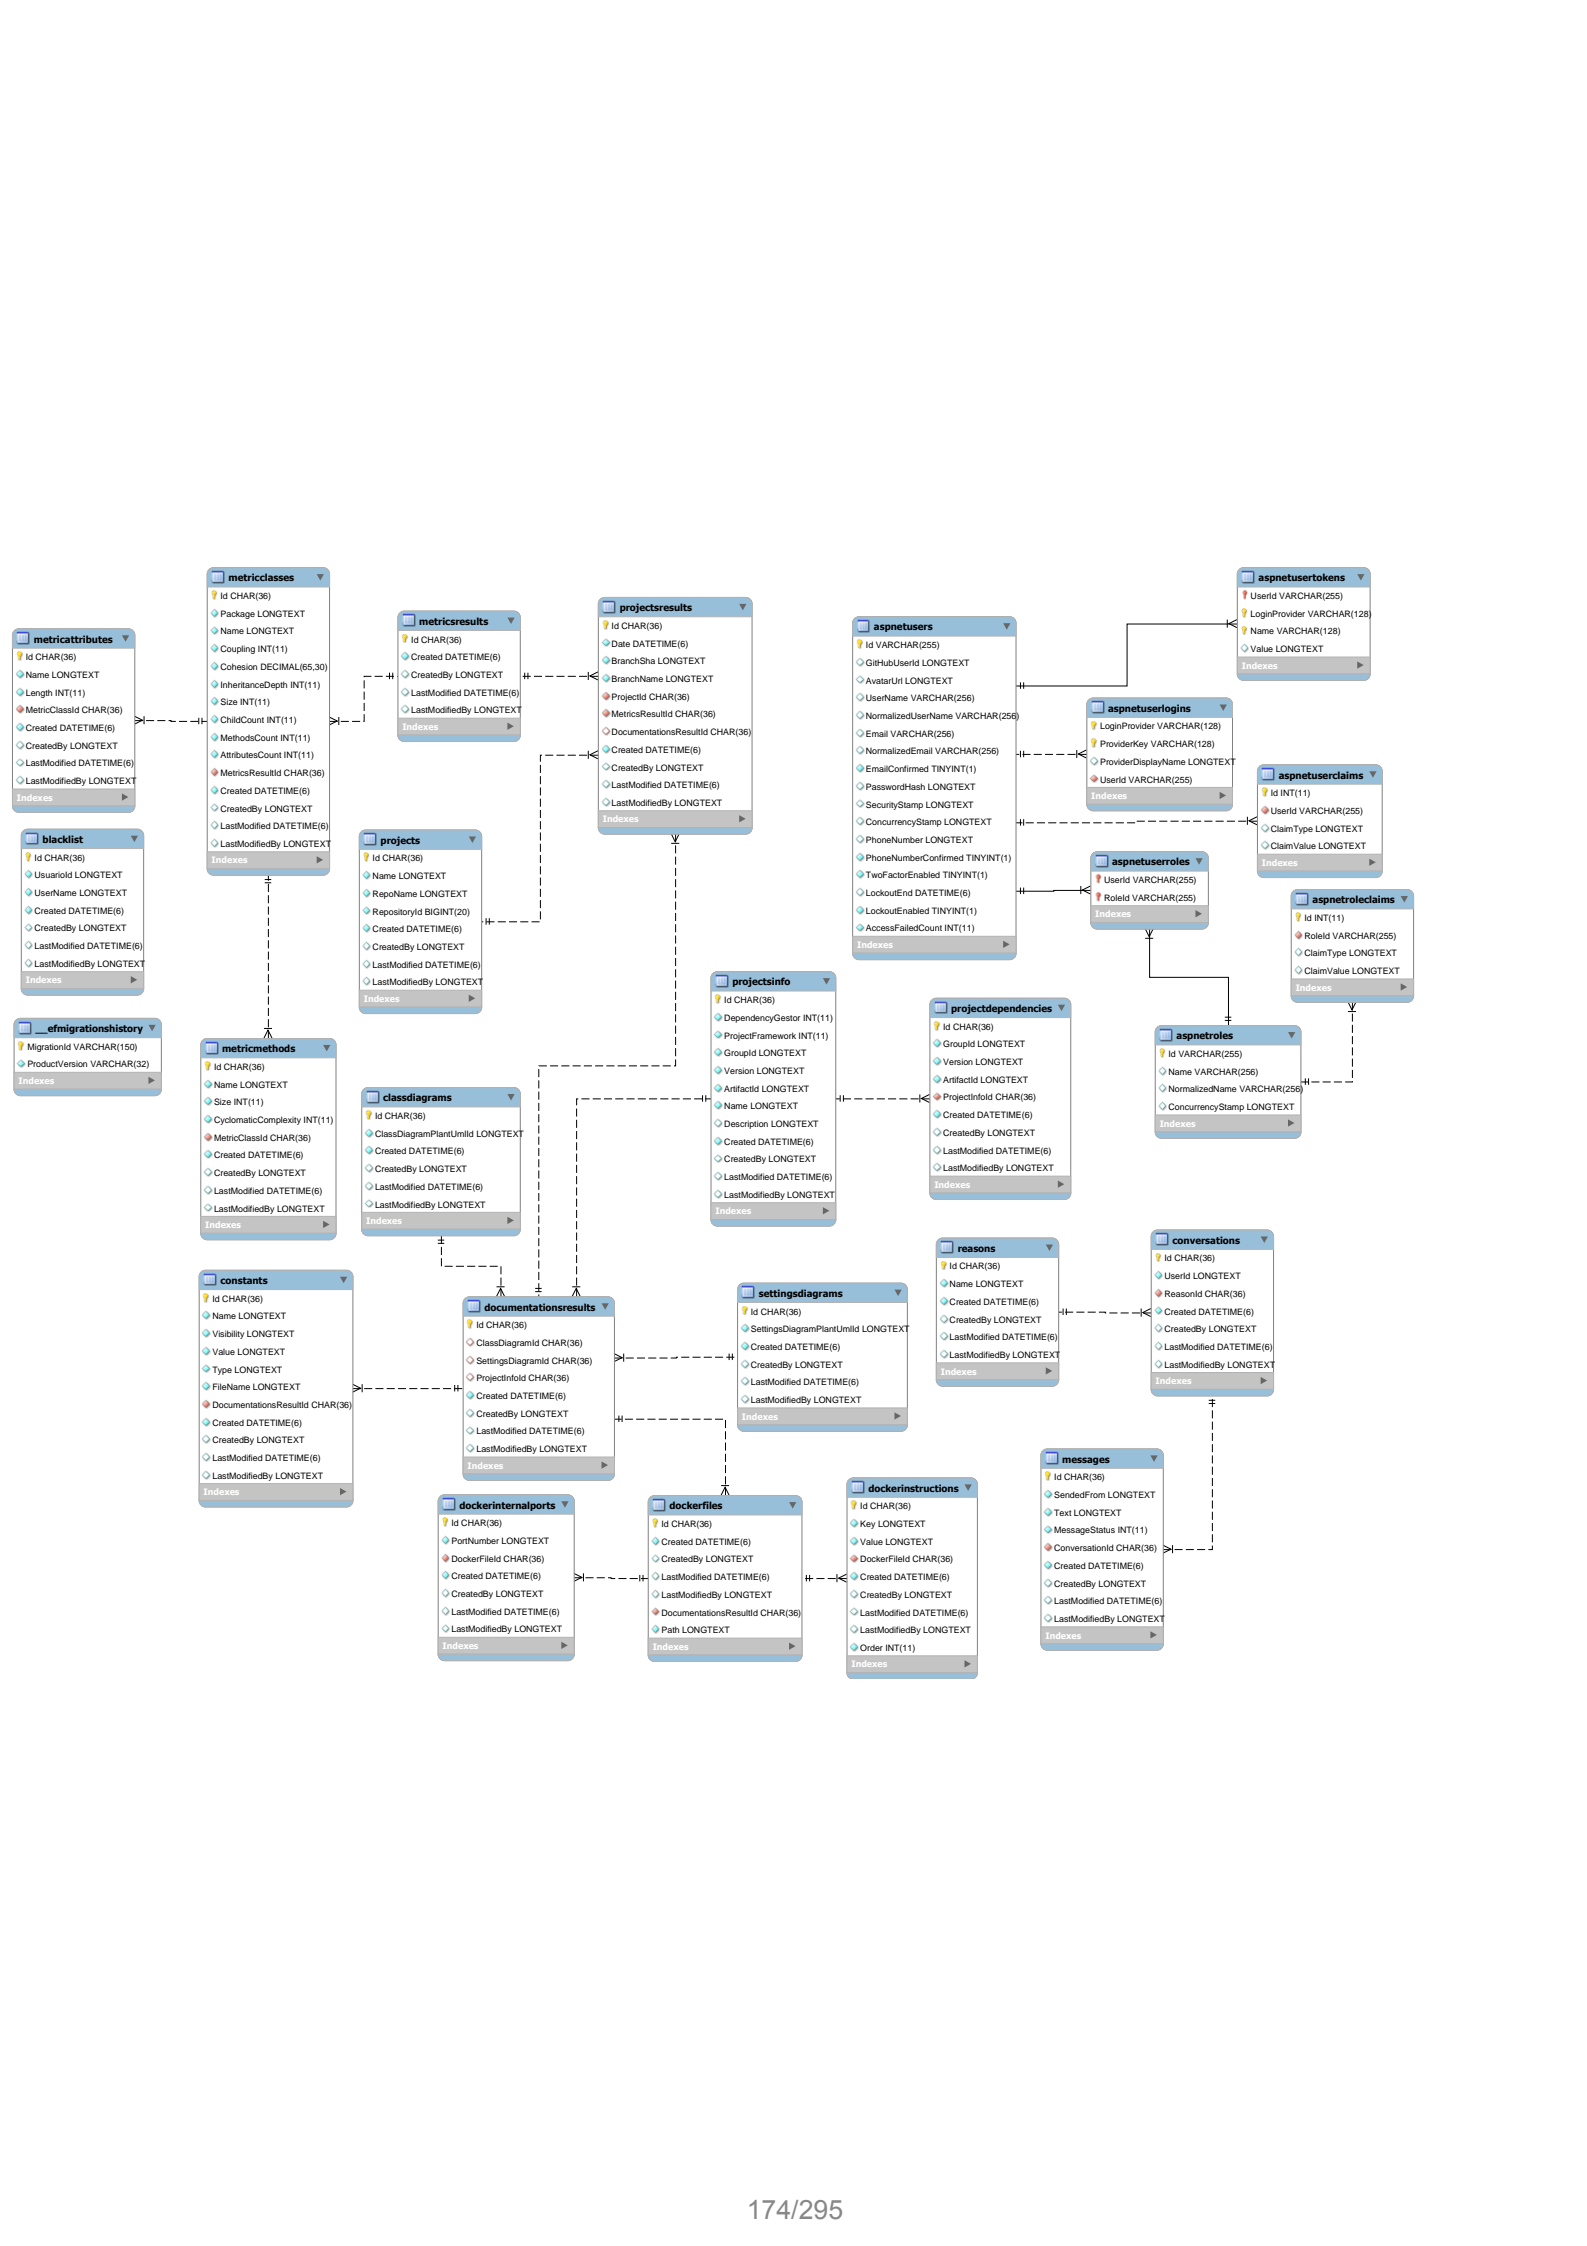 metricclasses
Id CHAR(36)
Package LONGTEXT
Name LONGTEXT
Coupling INT(11)
Cohesion DECIMAL(65,30)
InheritanceDepth INT(11)
Size INT(11)
ChildCount INT(11)
MethodsCount INT(11)
AttributesCount INT(11)
MetricsResultId CHAR(36)
Created DATETIME(6)
CreatedBy LONGTEXT
LastModified DATETIME(6)
LastModifiedBy LONGTEXT
Indexes
metricattributes
Id CHAR(36)
Name LONGTEXT
Length INT(11)
MetricClassId CHAR(36)
Created DATETIME(6)
CreatedBy LONGTEXT
LastModified DATETIME(6)
LastModifiedBy LONGTEXT
Indexes
metricsresults
Id CHAR(36)
Created DATETIME(6)
CreatedBy LONGTEXT
LastModified DATETIME(6)
LastModifiedBy LONGTEXT
Indexes
projectsresults
Id CHAR(36)
Date DATETIME(6)
BranchSha LONGTEXT
BranchName LONGTEXT
ProjectId CHAR(36)
MetricsResultId CHAR(36)
DocumentationsResultId CHAR(36)
Created DATETIME(6)
CreatedBy LONGTEXT
LastModified DATETIME(6)
LastModifiedBy LONGTEXT
Indexes
aspnetusers
Id VARCHAR(255)
GitHubUserId LONGTEXT
AvatarUrl LONGTEXT
UserName VARCHAR(256)
NormalizedUserName VARCHAR(256)
Email VARCHAR(256)
NormalizedEmail VARCHAR(256)
EmailConfirmed TINYINT(1)
PasswordHash LONGTEXT
SecurityStamp LONGTEXT
ConcurrencyStamp LONGTEXT
PhoneNumber LONGTEXT
PhoneNumberConfirmed TINYINT(1)
TwoFactorEnabled TINYINT(1)
LockoutEnd DATETIME(6)
LockoutEnabled TINYINT(1)
AccessFailedCount INT(11)
Indexes
aspnetusertokens
UserId VARCHAR(255)
LoginProvider VARCHAR(128)
Name VARCHAR(128)
Value LONGTEXT
Indexes
aspnetuserlogins
LoginProvider VARCHAR(128)
ProviderKey VARCHAR(128)
ProviderDisplayName LONGTEXT
UserId VARCHAR(255)
Indexes
aspnetuserclaims
Id INT(11)
UserId VARCHAR(255)
ClaimType LONGTEXT
ClaimValue LONGTEXT
Indexes
blacklist
Id CHAR(36)
UsuarioId LONGTEXT
UserName LONGTEXT
Created DATETIME(6)
CreatedBy LONGTEXT
LastModified DATETIME(6)
LastModifiedBy LONGTEXT
Indexes
projects
Id CHAR(36)
Name LONGTEXT
RepoName LONGTEXT
RepositoryId BIGINT(20)
Created DATETIME(6)
CreatedBy LONGTEXT
LastModified DATETIME(6)
LastModifiedBy LONGTEXT
Indexes
aspnetuserroles
UserId VARCHAR(255)
RoleId VARCHAR(255)
Indexes
aspnetroleclaims
Id INT(11)
RoleId VARCHAR(255)
ClaimType LONGTEXT
ClaimValue LONGTEXT
Indexes
__efmigrationshistory
MigrationId VARCHAR(150)
ProductVersion VARCHAR(32)
Indexes
metricmethods
Id CHAR(36)
Name LONGTEXT
Size INT(11)
CyclomaticComplexity INT(11)
MetricClassId CHAR(36)
Created DATETIME(6)
CreatedBy LONGTEXT
LastModified DATETIME(6)
LastModifiedBy LONGTEXT
Indexes
projectsinfo
Id CHAR(36)
DependencyGestor INT(11)
ProjectFramework INT(11)
GroupId LONGTEXT
Version LONGTEXT
ArtifactId LONGTEXT
Name LONGTEXT
Description LONGTEXT
Created DATETIME(6)
CreatedBy LONGTEXT
LastModified DATETIME(6)
LastModifiedBy LONGTEXT
Indexes
projectdependencies
Id CHAR(36)
GroupId LONGTEXT
Version LONGTEXT
ArtifactId LONGTEXT
ProjectInfoId CHAR(36)
Created DATETIME(6)
CreatedBy LONGTEXT
LastModified DATETIME(6)
LastModifiedBy LONGTEXT
Indexes
aspnetroles
Id VARCHAR(255)
Name VARCHAR(256)
NormalizedName VARCHAR(256)
ConcurrencyStamp LONGTEXT
Indexes
classdiagrams
Id CHAR(36)
ClassDiagramPlantUmlId LONGTEXT
Created DATETIME(6)
CreatedBy LONGTEXT
LastModified DATETIME(6)
LastModifiedBy LONGTEXT
Indexes
constants
Id CHAR(36)
Name LONGTEXT
Visibility LONGTEXT
Value LONGTEXT
Type LONGTEXT
FileName LONGTEXT
DocumentationsResultId CHAR(36)
Created DATETIME(6)
CreatedBy LONGTEXT
LastModified DATETIME(6)
LastModifiedBy LONGTEXT
Indexes
documentationsresults
Id CHAR(36)
ClassDiagramId CHAR(36)
SettingsDiagramId CHAR(36)
ProjectInfoId CHAR(36)
Created DATETIME(6)
CreatedBy LONGTEXT
LastModified DATETIME(6)
LastModifiedBy LONGTEXT
Indexes
settingsdiagrams
Id CHAR(36)
SettingsDiagramPlantUmlId LONGTEXT
Created DATETIME(6)
CreatedBy LONGTEXT
LastModified DATETIME(6)
LastModifiedBy LONGTEXT
Indexes
reasons
Id CHAR(36)
Name LONGTEXT
Created DATETIME(6)
CreatedBy LONGTEXT
LastModified DATETIME(6)
LastModifiedBy LONGTEXT
Indexes
conversations
Id CHAR(36)
UserId LONGTEXT
ReasonId CHAR(36)
Created DATETIME(6)
CreatedBy LONGTEXT
LastModified DATETIME(6)
LastModifiedBy LONGTEXT
Indexes
dockerinternalports
Id CHAR(36)
PortNumber LONGTEXT
DockerFileId CHAR(36)
Created DATETIME(6)
CreatedBy LONGTEXT
LastModified DATETIME(6)
LastModifiedBy LONGTEXT
Indexes
dockerfiles
Id CHAR(36)
Created DATETIME(6)
CreatedBy LONGTEXT
LastModified DATETIME(6)
LastModifiedBy LONGTEXT
DocumentationsResultId CHAR(36)
Path LONGTEXT
Indexes
dockerinstructions
Id CHAR(36)
Key LONGTEXT
Value LONGTEXT
DockerFileId CHAR(36)
Created DATETIME(6)
CreatedBy LONGTEXT
LastModified DATETIME(6)
LastModifiedBy LONGTEXT
Order INT(11)
Indexes
messages
Id CHAR(36)
SendedFrom LONGTEXT
Text LONGTEXT
MessageStatus INT(11)
ConversationId CHAR(36)
Created DATETIME(6)
CreatedBy LONGTEXT
LastModified DATETIME(6)
LastModifiedBy LONGTEXT
Indexes
174/295